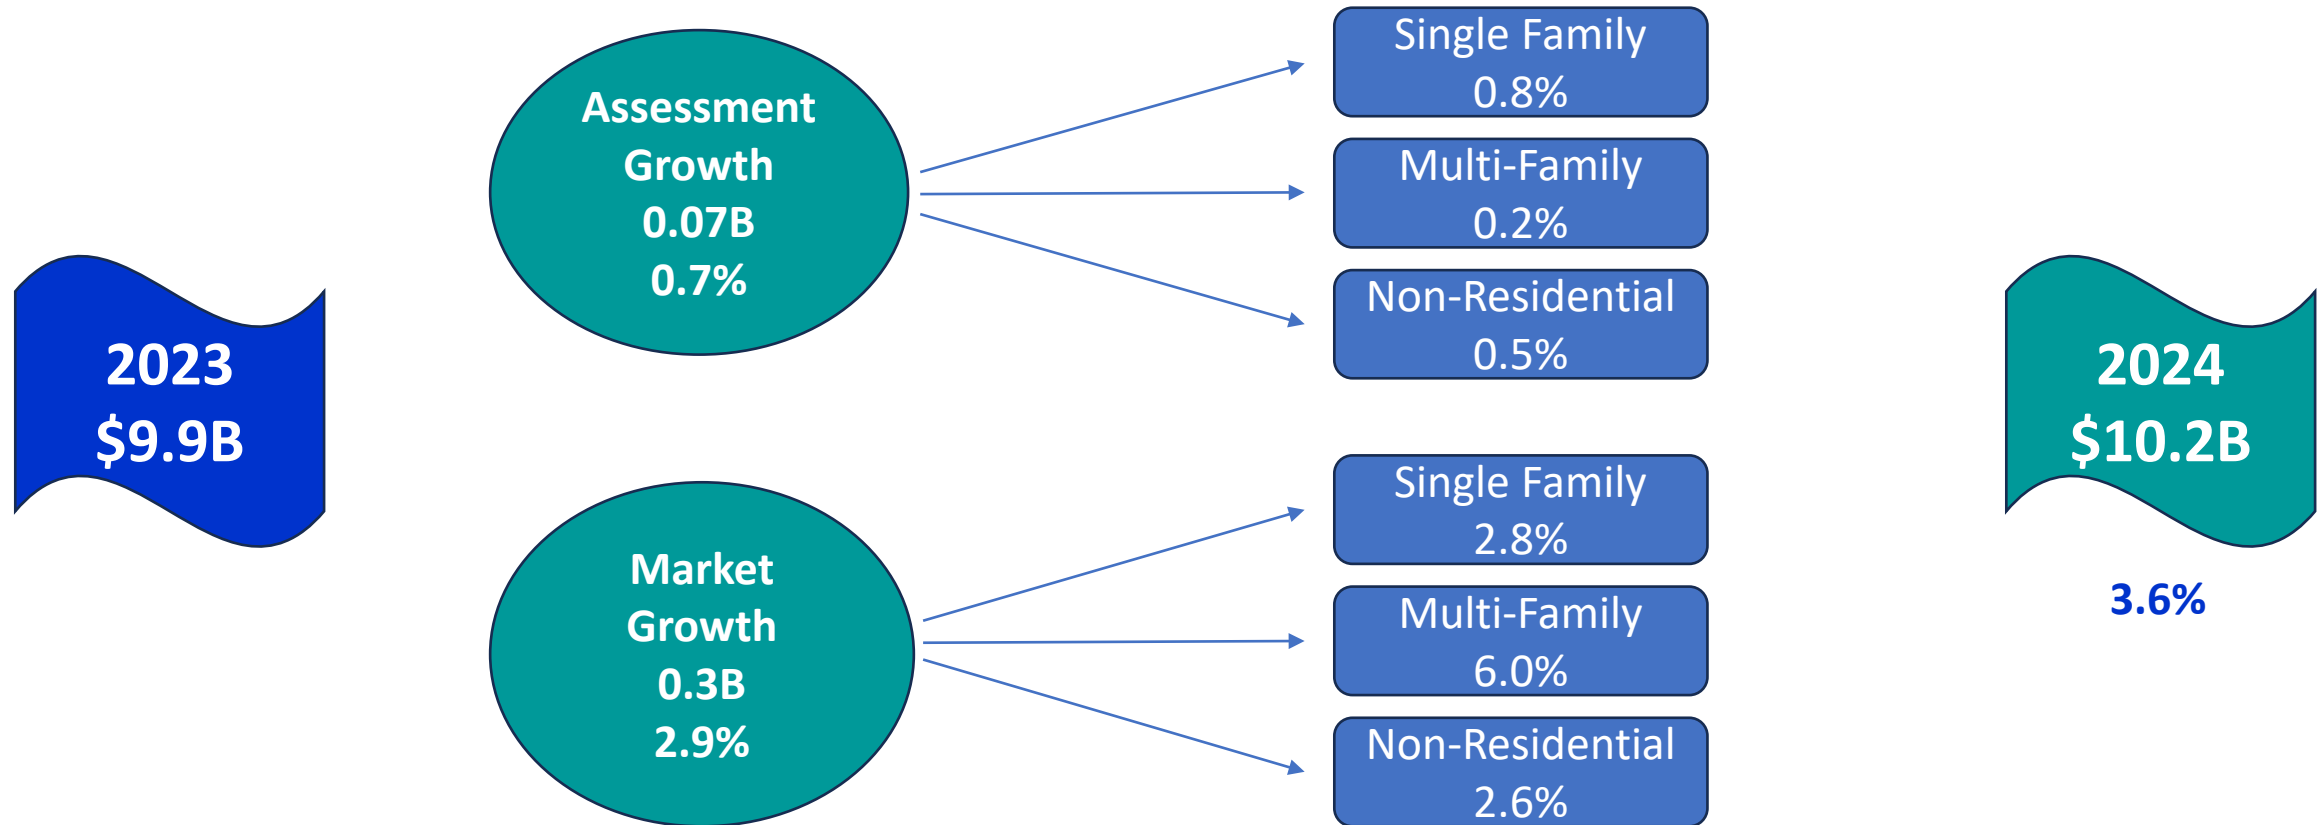 2023
$9.9B
Assessment
Growth
0.07B
0.7%
Single Family
0.8%
Multi-Family
0.2%
Non-Residential
0.5%
Market
Growth
0.3B
2.9%
Single Family
2.8%
Multi-Family
6.0%
Non-Residential
2.6%
2024
$10.2B
3.6%